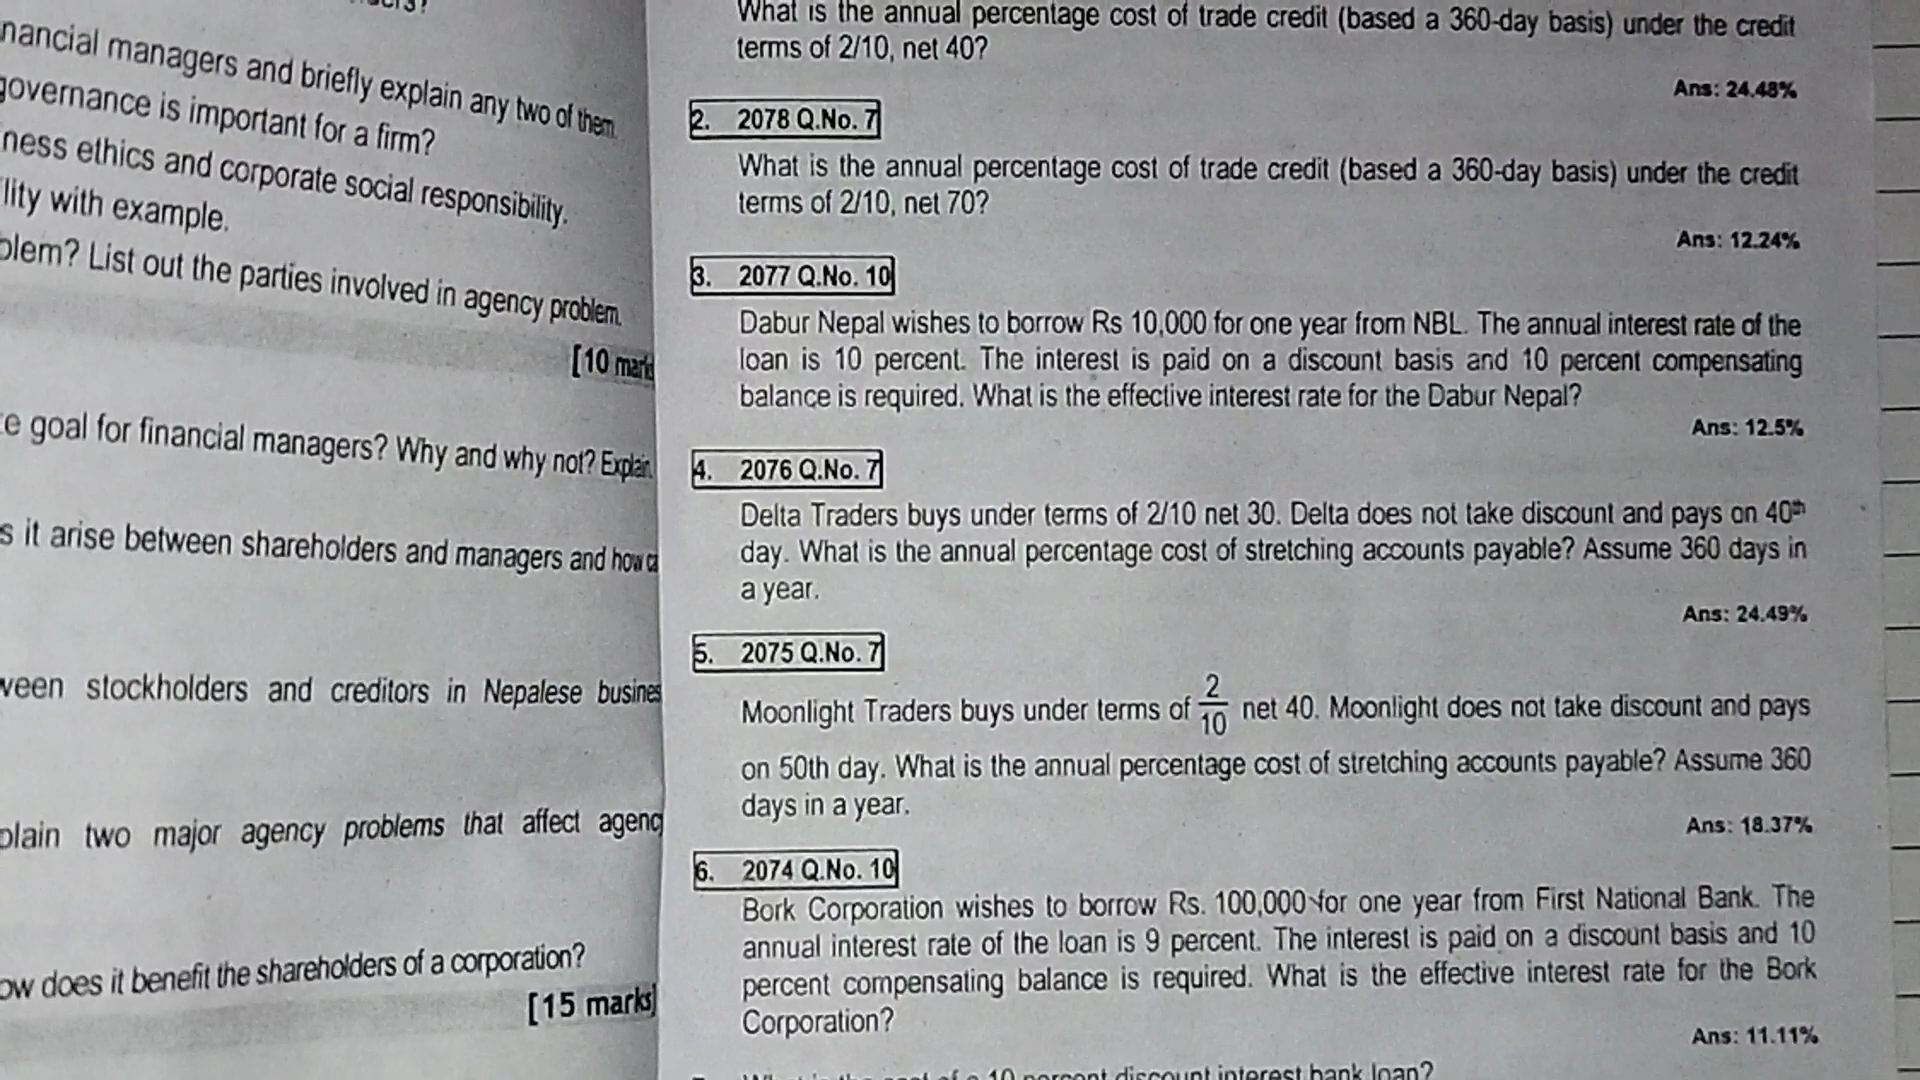 nancial managers and briefly explain any two of them.
governance is important for a firm?
ness ethics and corporate social responsibility.
lity with example.
blem? List out the parties involved in agency problem.
[10 mark
e goal for financial managers? Why and why not? Explain.
s it arise between shareholders and managers and how ca
ween stockholders and creditors in Nepalese busines
plain two major agency problems that affect agency
ow does it benefit the shareholders of a corporation?
[15 marks]
What is the annual percentage cost of trade credit (based a 360-day basis) under the credit
terms of 2/10, net 40?
Ans: 24.48%
2. 2078 Q.No. 7
What is the annual percentage cost of trade credit (based a 360-day basis) under the credit
terms of 2/10, net 70?
Ans: 12.24%
3. 2077 Q.No. 10
Dabur Nepal wishes to borrow Rs 10,000 for one year from NBL. The annual interest rate of the
loan is 10 percent. The interest is paid on a discount basis and 10 percent compensating
balance is required. What is the effective interest rate for the Dabur Nepal?
Ans: 12.5%
4. 2076 Q.No. 7
Delta Traders buys under terms of 2/10 net 30. Delta does not take discount and pays on 40th
day. What is the annual percentage cost of stretching accounts payable? Assume 360 days in
a year.
Ans: 24.49%
5. 2075 Q.No. 7
Moonlight Traders buys under terms of 2/10 net 40. Moonlight does not take discount and pays
on 50th day. What is the annual percentage cost of stretching accounts payable? Assume 360
days in a year.
Ans: 18.37%
6. 2074 Q.No. 10
Bork Corporation wishes to borrow Rs. 100,000 for one year from First National Bank. The
annual interest rate of the loan is 9 percent. The interest is paid on a discount basis and 10
percent compensating balance is required. What is the effective interest rate for the Bork
Corporation?
Ans: 11.11%
10 percent discount interest bank loan?